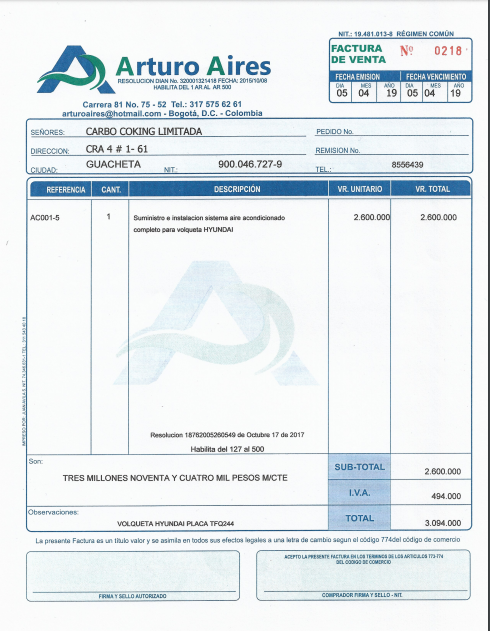 NIT.: 19.481.013-8 RÉGIMEN COMÚN
Arturo Aires
RESOLUCION DIAN No. 320001321418 FECHA: 2015/10/08
HABILITA DEL 1 AR AL AR 500
FACTURA DE VENTA Nº 0218
FECHA EMISION FECHA VENCIMIENTO
DIA MES AÑO DIA MES AÑO
05 04 19 05 04 19
Carrera 81 No. 75 - 52 Tel.: 317 575 62 61
arturoaires@hotmail.com - Bogotá, D.C. - Colombia
SEÑORES: CARBO COKING LIMITADA PEDIDO No.
DIRECCION: CRA 4 # 1- 61 REMISION No.
CIUDAD: GUACHETA NIT.: 900.046.727-9 TEL.: 8556439
REFERENCIA CANT. DESCRIPCIÓN VR. UNITARIO VR. TOTAL
AC001-5 1 Suministro e instalacion sistema aire acondicionado 2.600.000 2.600.000
completo para volqueta HYUNDAI
Resolucion 18762005260549 de Octubre 17 de 2017
Habilita del 127 al 500
Son:
TRES MILLONES NOVENTA Y CUATRO MIL PESOS M/CTE
SUB-TOTAL 2.600.000
I.V.A. 494.000
Observaciones:
VOLQUETA HYUNDAI PLACA TFQ244
TOTAL 3.094.000
La presente Factura es un título valor y se asimila en todos sus efectos legales a una letra de cambio segun el código 774del código de comercio
FIRMA Y SELLO AUTORIZADO
ACEPTO LA PRESENTE FACTURA EN LOS TERMINOS DE LOS ARTICULOS 773-774
DEL CODIGO DE COMERCIO
COMPRADOR FIRMA Y SELLO - NIT.